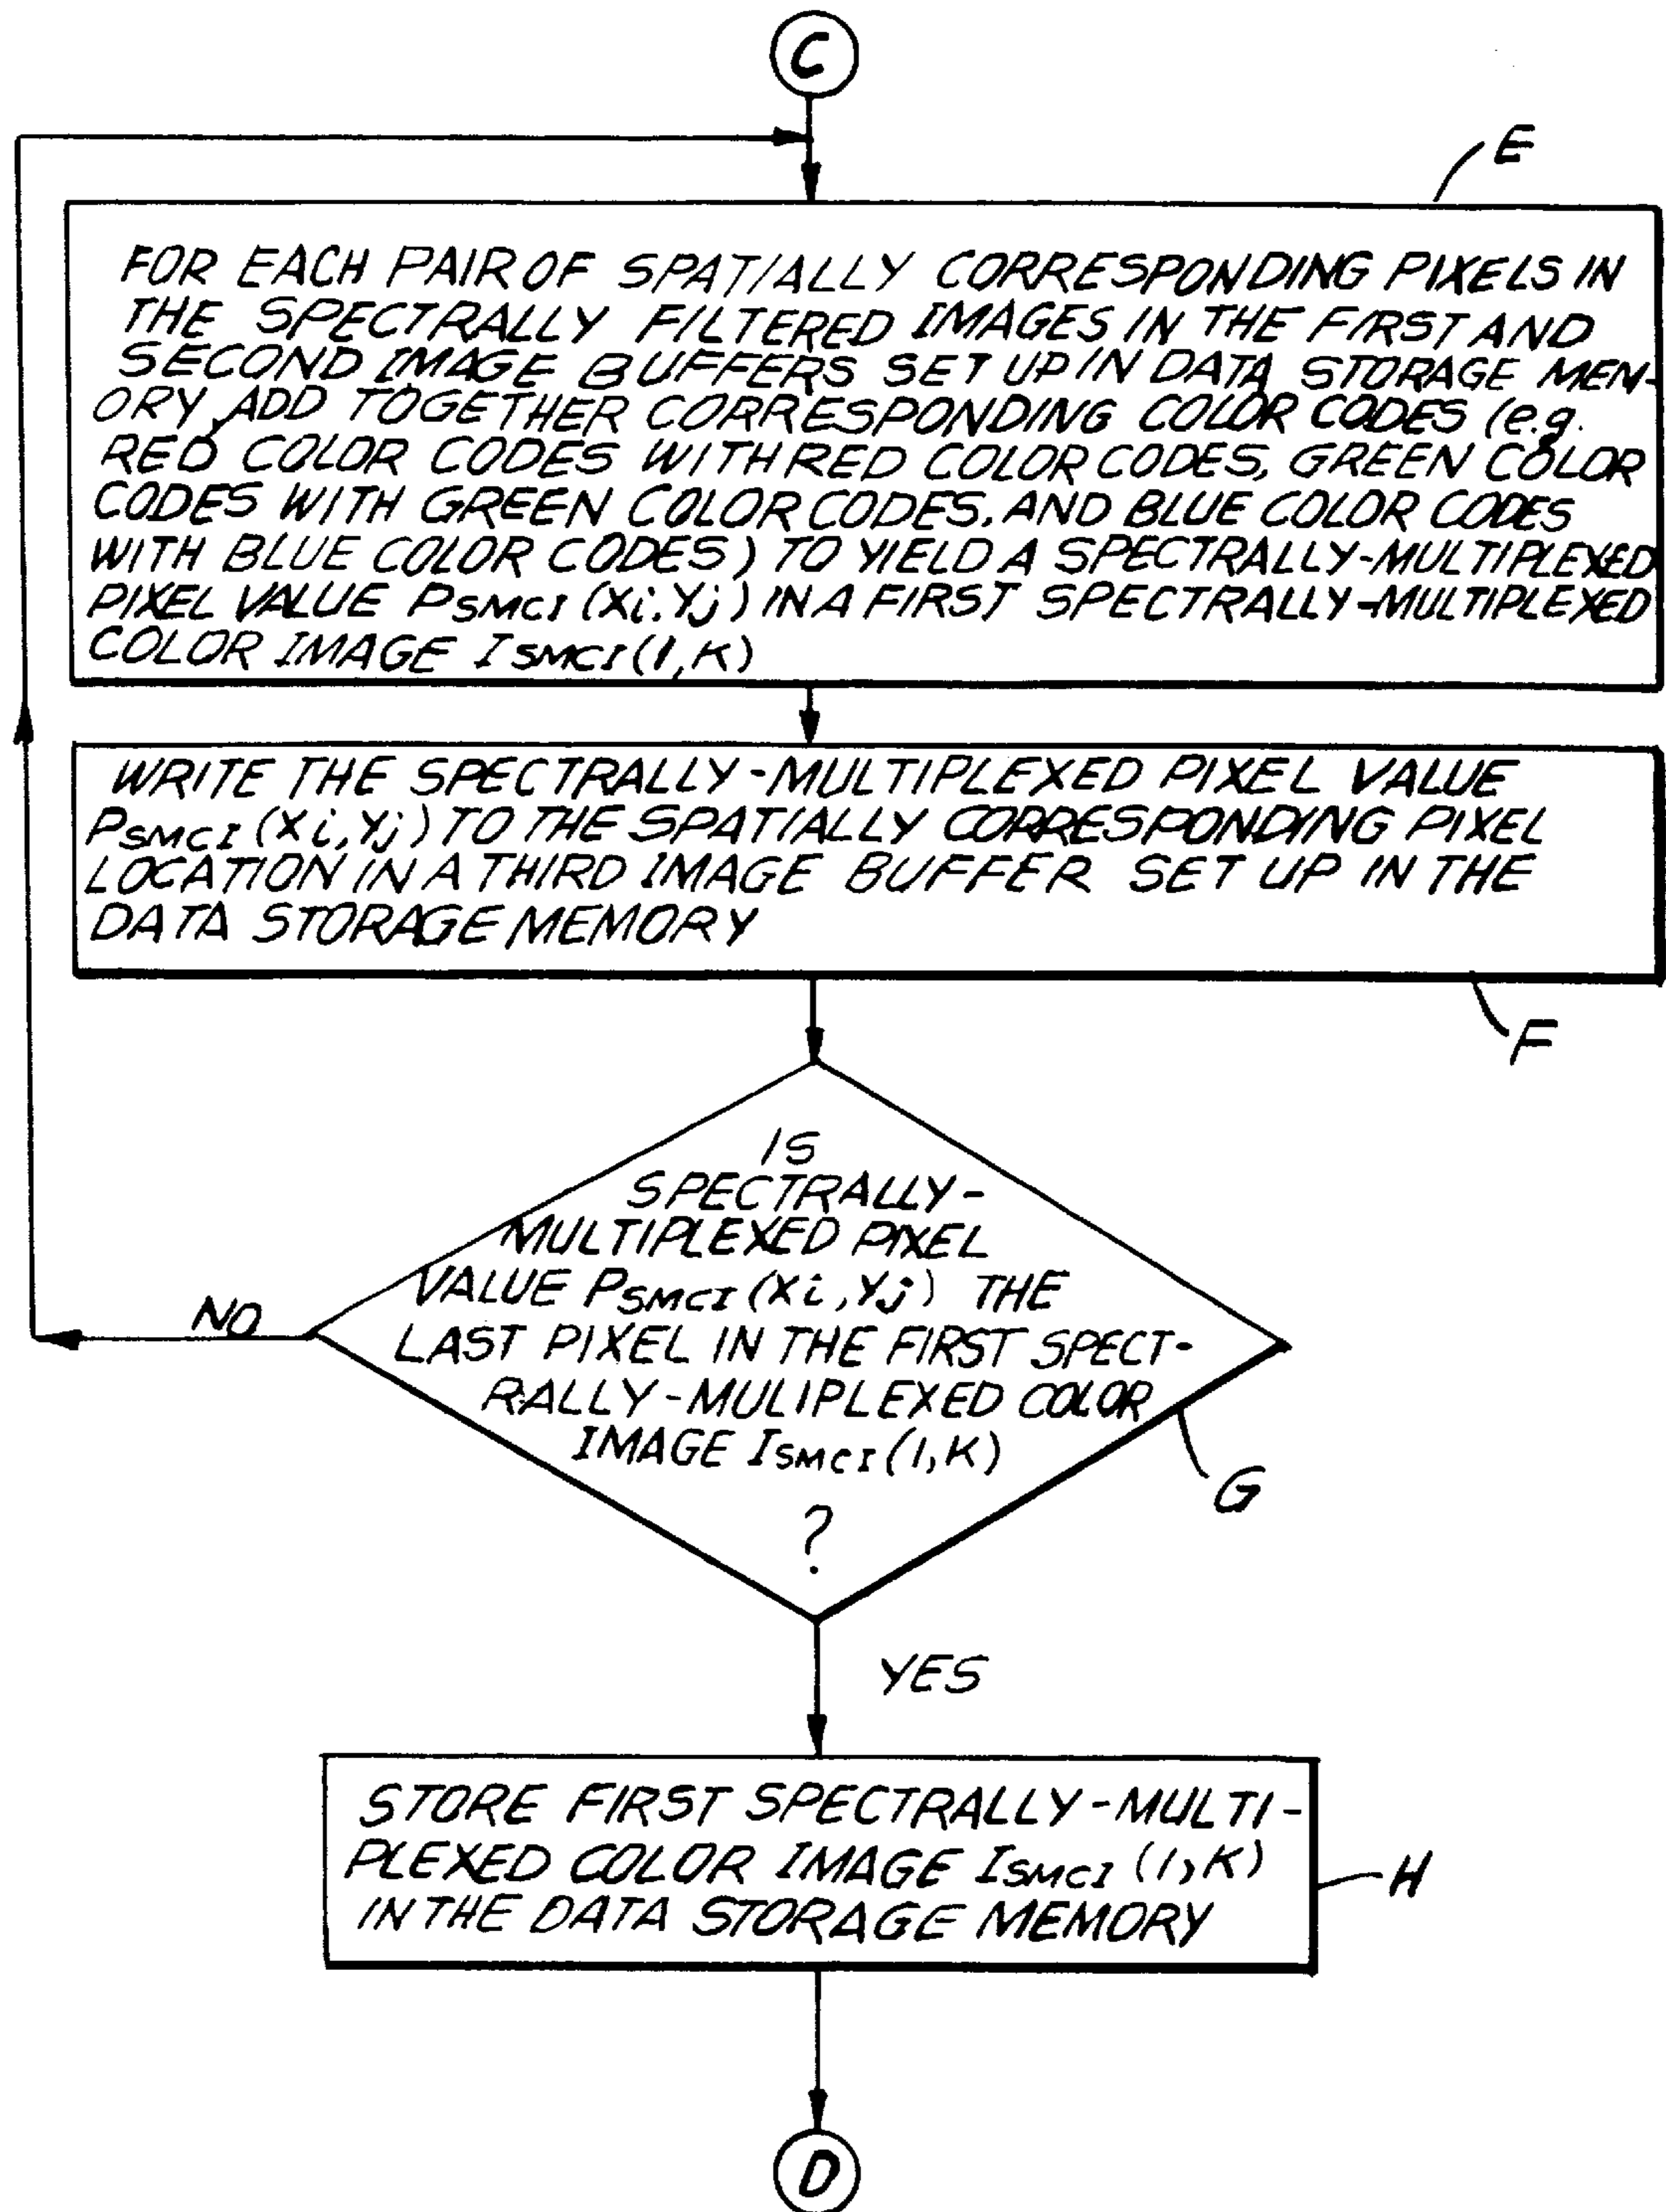 C
E
FOR EACH PAIR OF SPATIALLY CORRESPONDING PIXELS IN
THE SPECTRALLY FILTERED IMAGES IN THE FIRST AND
SECOND IMAGE BUFFERS SET UP IN DATA STORAGE MEN-
ORY, ADD TOGETHER CORRESPONDING COLOR CODES (e.g.
RED COLOR CODES WITH RED COLOR CODES, GREEN COLOR
CODES WITH GREEN COLOR CODES, AND BLUE COLOR CODES
WITH BLUE COLOR CODES) TO YIELD A SPECTRALLY-MULTIPLEXED
PIXEL VALUE PSMCI (Xi, Yj) IN A FIRST SPECTRALLY-MULTIPLEXED
COLOR IMAGE ISMCI (1,K)
WRITE THE SPECTRALLY-MULTIPLEXED PIXEL VALUE
PSMCI (Xi, Yj) TO THE SPATIALLY CORRESPONDING PIXEL
LOCATION IN A THIRD IMAGE BUFFER SET UP IN THE
DATA STORAGE MEMORY
F
IS
SPECTRALLY-
MULTIPLEXED PIXEL
VALUE PSMCI (Xi, Yj) THE
LAST PIXEL IN THE FIRST SPECT-
RALLY-MULIPLEXED COLOR
IMAGE ISMCI (1,K)
?
NO
G
YES
STORE FIRST SPECTRALLY-MULTI-
PLEXED COLOR IMAGE ISMCI (1,K)
IN THE DATA STORAGE MEMORY
H
D